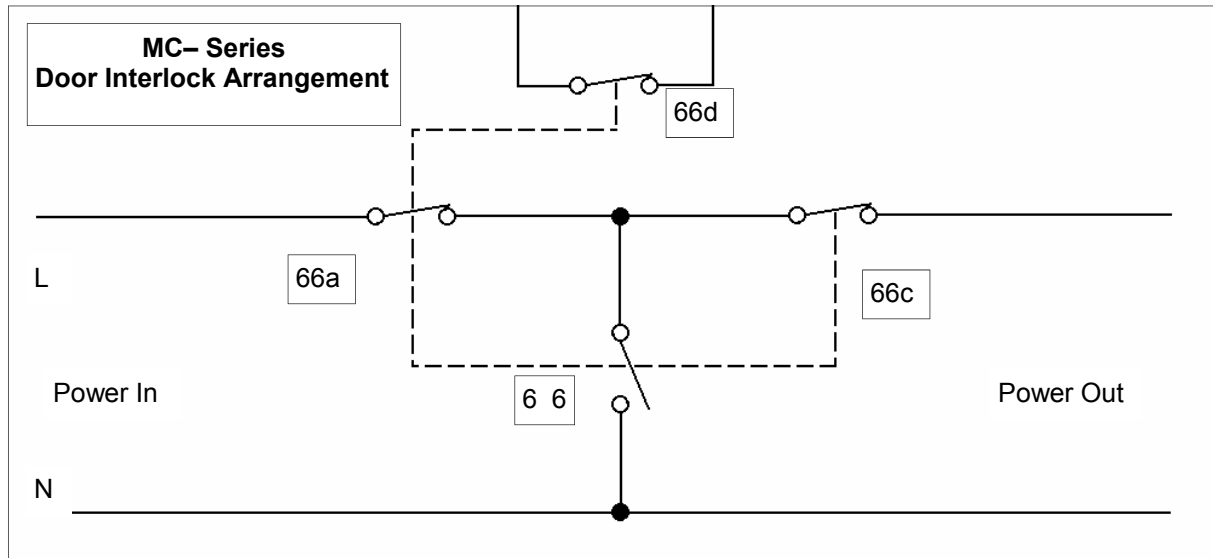 MC– Series
Door Interlock Arrangement
66d
66a
L
66c
Power In
6 6
Power Out
N